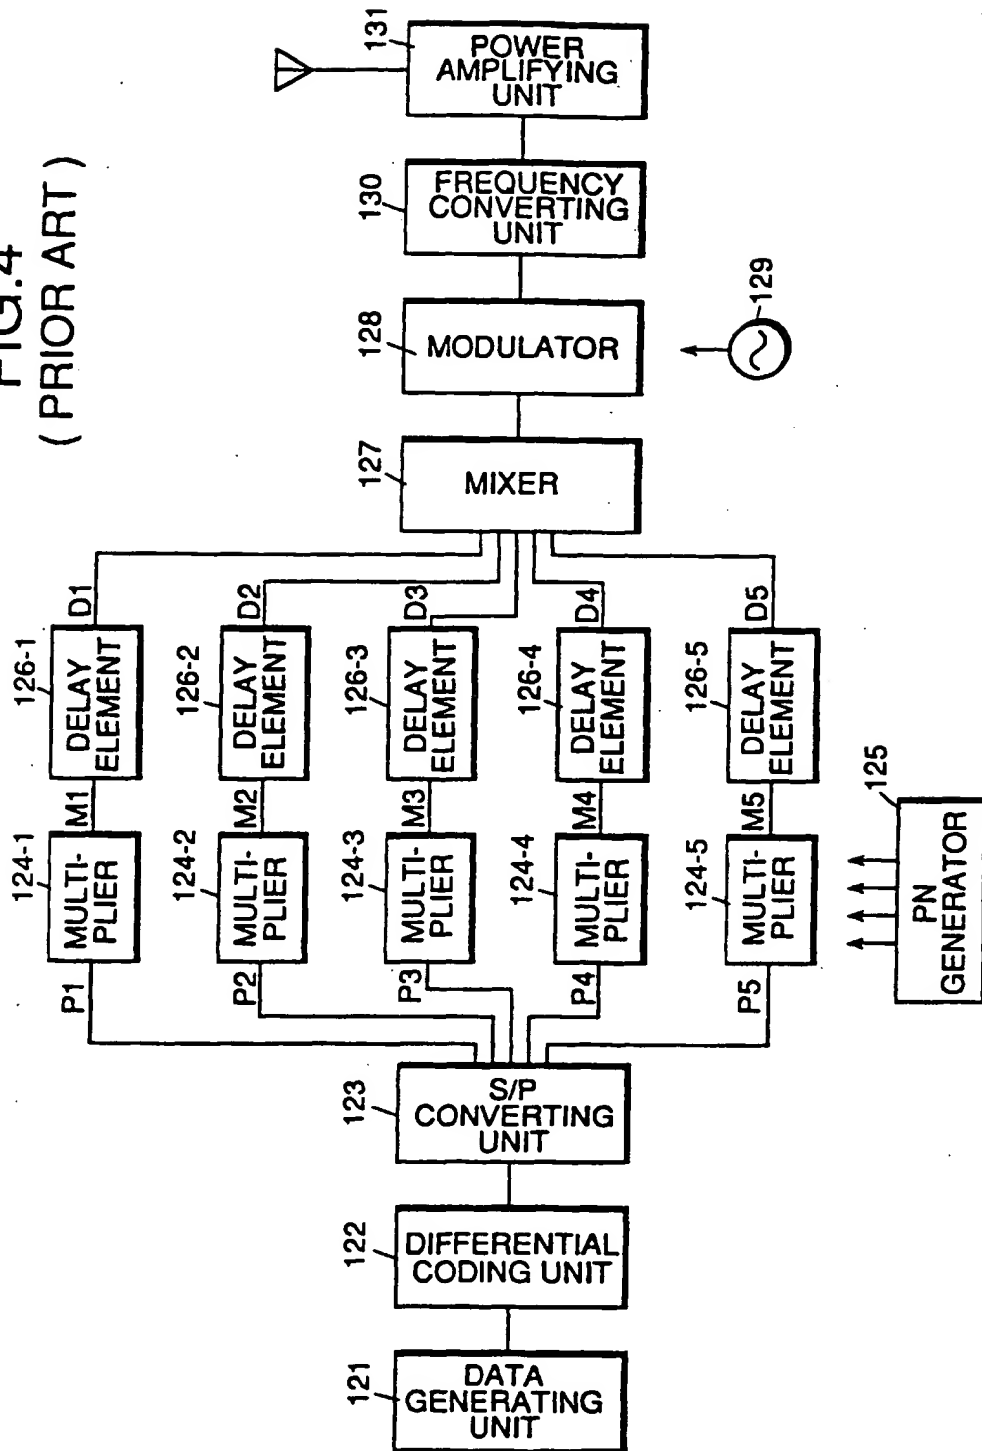 FIG.4
( PRIOR ART )
121
DATA
GENERATING
UNIT
122
DIFFERENTIAL
CODING UNIT
123
S/P
CONVERTING
UNIT
P1
124-1
MULTI-
PLIER
M1
126-1
DELAY
ELEMENT
D1
P2
124-2
MULTI-
PLIER
M2
126-2
DELAY
ELEMENT
D2
P3
124-3
MULTI-
PLIER
M3
126-3
DELAY
ELEMENT
D3
P4
124-4
MULTI-
PLIER
M4
126-4
DELAY
ELEMENT
D4
P5
124-5
MULTI-
PLIER
M5
126-5
DELAY
ELEMENT
D5
125
PN
GENERATOR
127
MIXER
128
MODULATOR
129
130
FREQUENCY
CONVERTING
UNIT
131
POWER
AMPLIFYING
UNIT